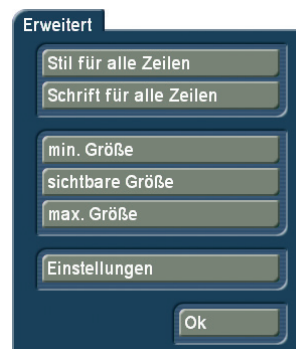 Erweitert
Stil für alle Zeilen
Schrift für alle Zeilen
min. Größe
sichtbare Größe
max. Größe
Einstellungen
Ok